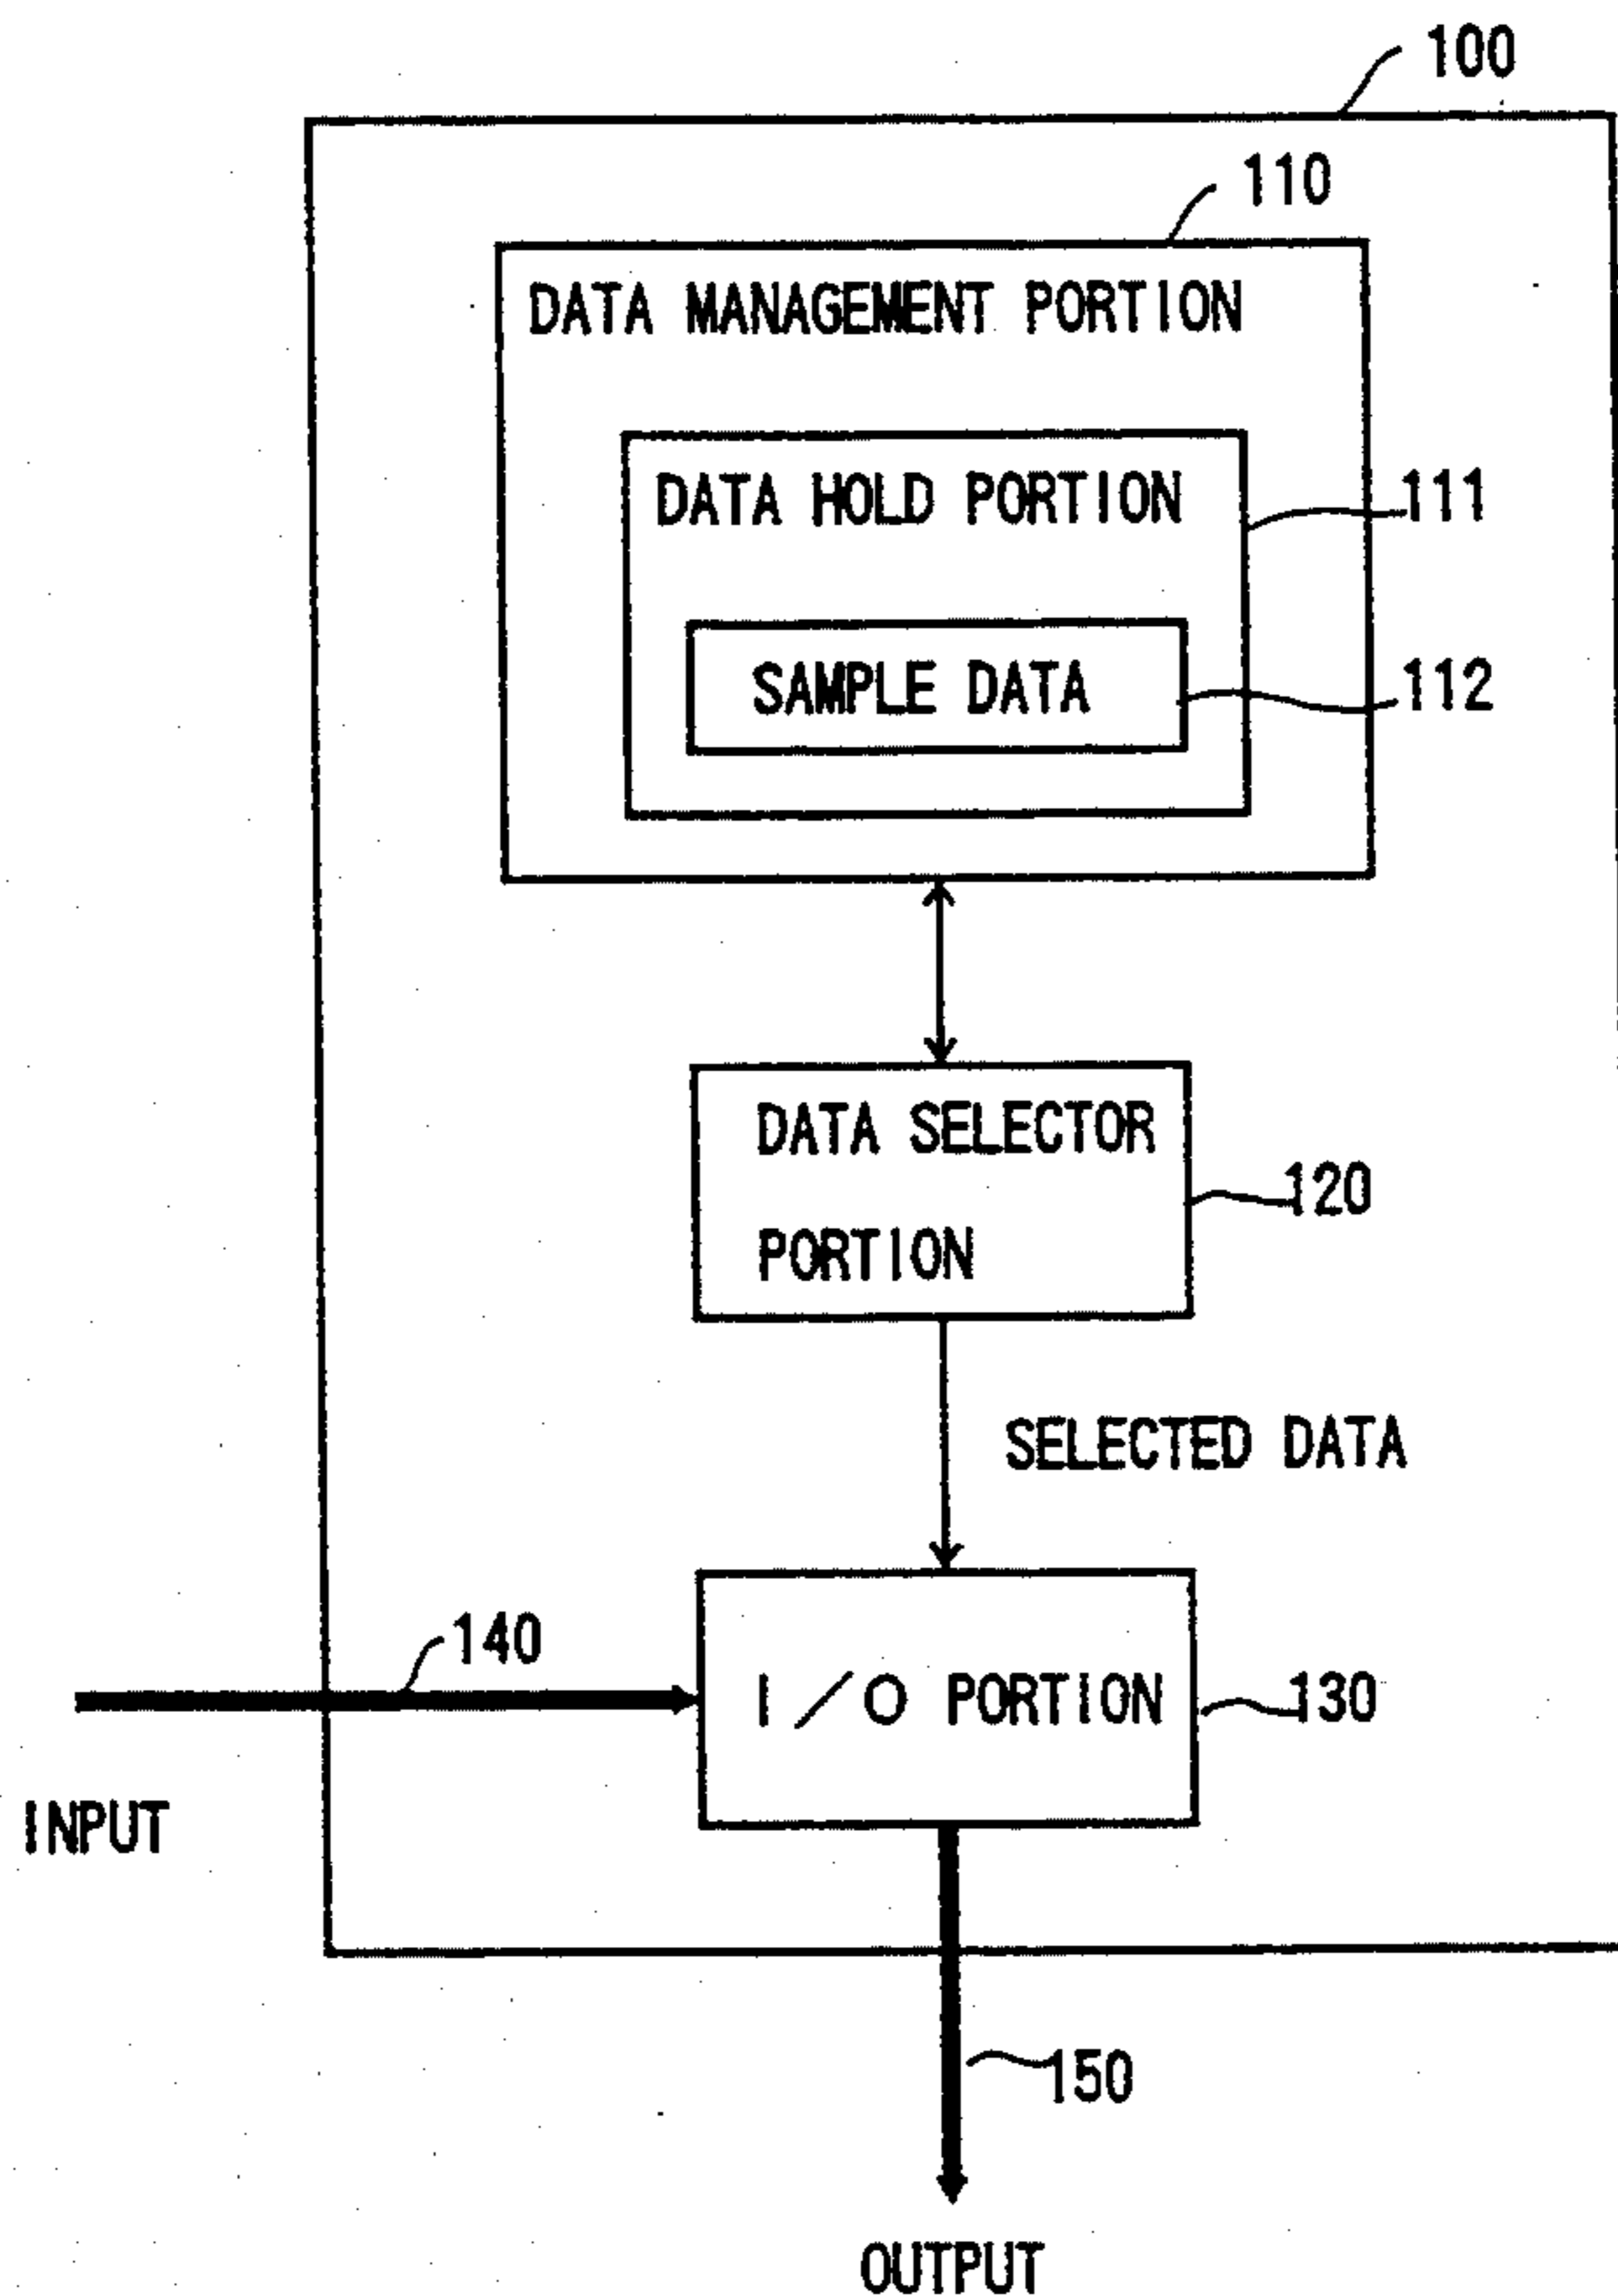 100
110
DATA MANAGEMENT PORTION
DATA HOLD PORTION
111
SAMPLE DATA
112
DATA SELECTOR
PORTION
120
SELECTED DATA
140
I/O PORTION
130
INPUT
150
OUTPUT